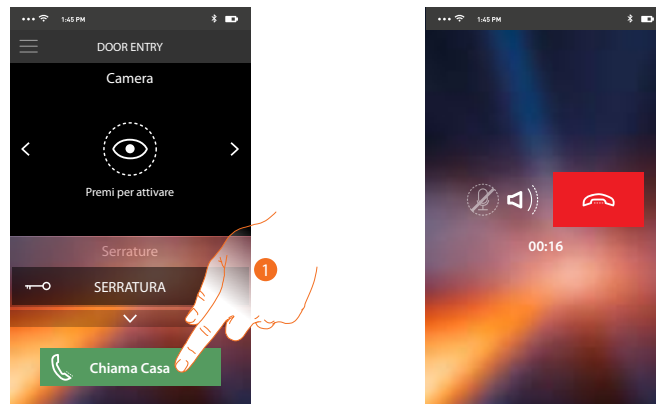 1:45 PM
DOOR ENTRY
Camera
Premi per attivare
Serrature
SERRATURA
1
Chiama Casa
1:45 PM
00:16